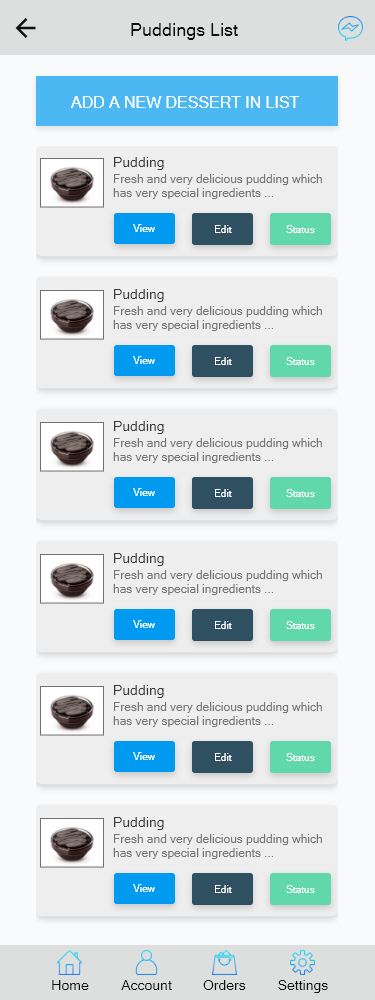 Puddings List
ADD A NEW DESSERT IN LIST
Pudding
Fresh and very delicious pudding which
has very special ingredients ...
View Edit Status
Pudding
Fresh and very delicious pudding which
has very special ingredients ...
View Edit Status
Pudding
Fresh and very delicious pudding which
has very special ingredients ...
View Edit Status
Pudding
Fresh and very delicious pudding which
has very special ingredients ...
View Edit Status
Pudding
Fresh and very delicious pudding which
has very special ingredients ...
View Edit Status
Pudding
Fresh and very delicious pudding which
has very special ingredients ...
View Edit Status
Home Account Orders Settings